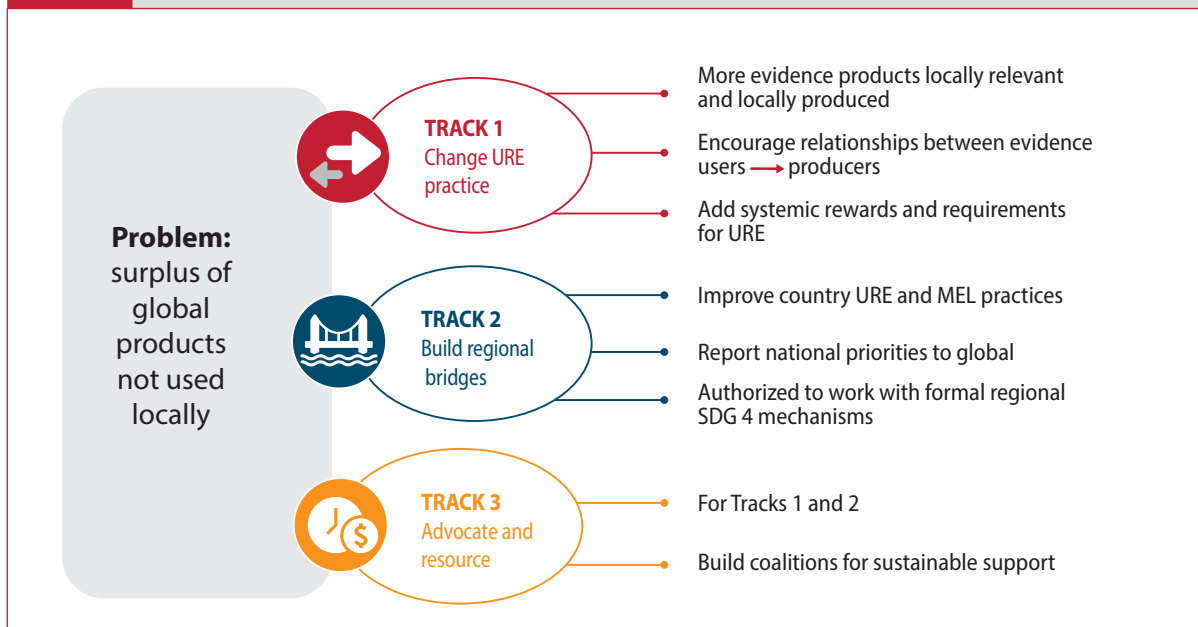 Problem:
surplus of
global
products
not used
locally
TRACK 1
Change URE
practice
More evidence products locally relevant
and locally produced
Encourage relationships between evidence
users → producers
Add systemic rewards and requirements
for URE
TRACK 2
Build regional
bridges
Improve country URE and MEL practices
Report national priorities to global
Authorized to work with formal regional
SDG 4 mechanisms
TRACK 3
Advocate and
resource
$
For Tracks 1 and 2
Build coalitions for sustainable support